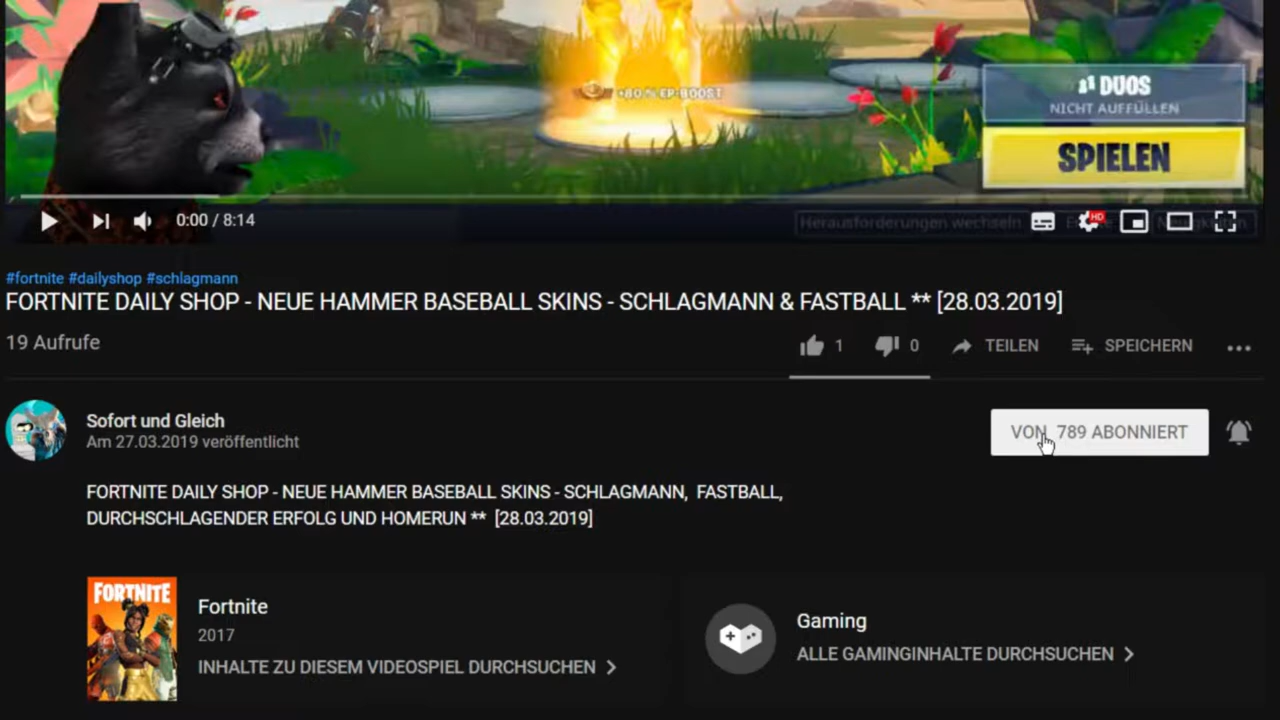 +80 % EP-BOOST
DUOS
NICHT AUFFÜLLEN
SPIELEN
0:00 / 8:14
Herausforderungen wechseln
HD
#fortnite #dailyshop #schlagmann
FORTNITE DAILY SHOP - NEUE HAMMER BASEBALL SKINS - SCHLAGMANN & FASTBALL ** [28.03.2019]
19 Aufrufe
1
0
TEILEN
SPEICHERN
Sofort und Gleich
Am 27.03.2019 veröffentlicht
VON 789 ABONNIERT
FORTNITE DAILY SHOP - NEUE HAMMER BASEBALL SKINS - SCHLAGMANN, FASTBALL,
DURCHSCHLAGENDER ERFOLG UND HOMERUN ** [28.03.2019]
FORTNITE
Fortnite
2017
INHALTE ZU DIESEM VIDEOSPIEL DURCHSUCHEN
Gaming
ALLE GAMINGINHALTE DURCHSUCHEN